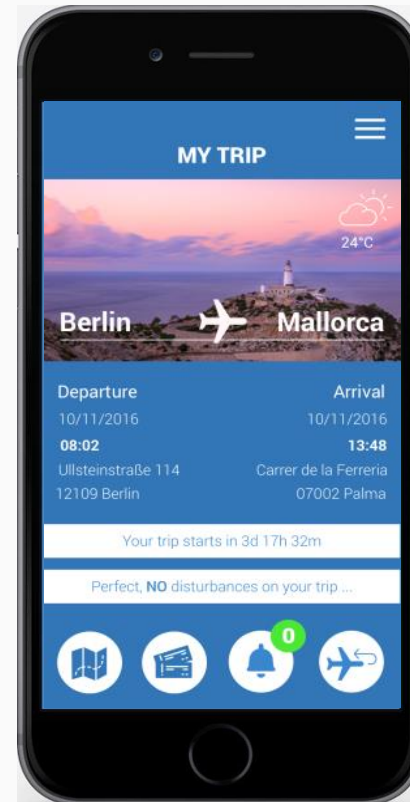 MY TRIP
24°C
Berlin Mallorca
Departure Arrival
10/11/2016 10/11/2016
08:02 13:48
Ullsteinstraße 114 Carrer de la Ferreria
12109 Berlin 07002 Palma
Your trip starts in 3d 17h 32m
Perfect, NO disturbances on your trip ...
0